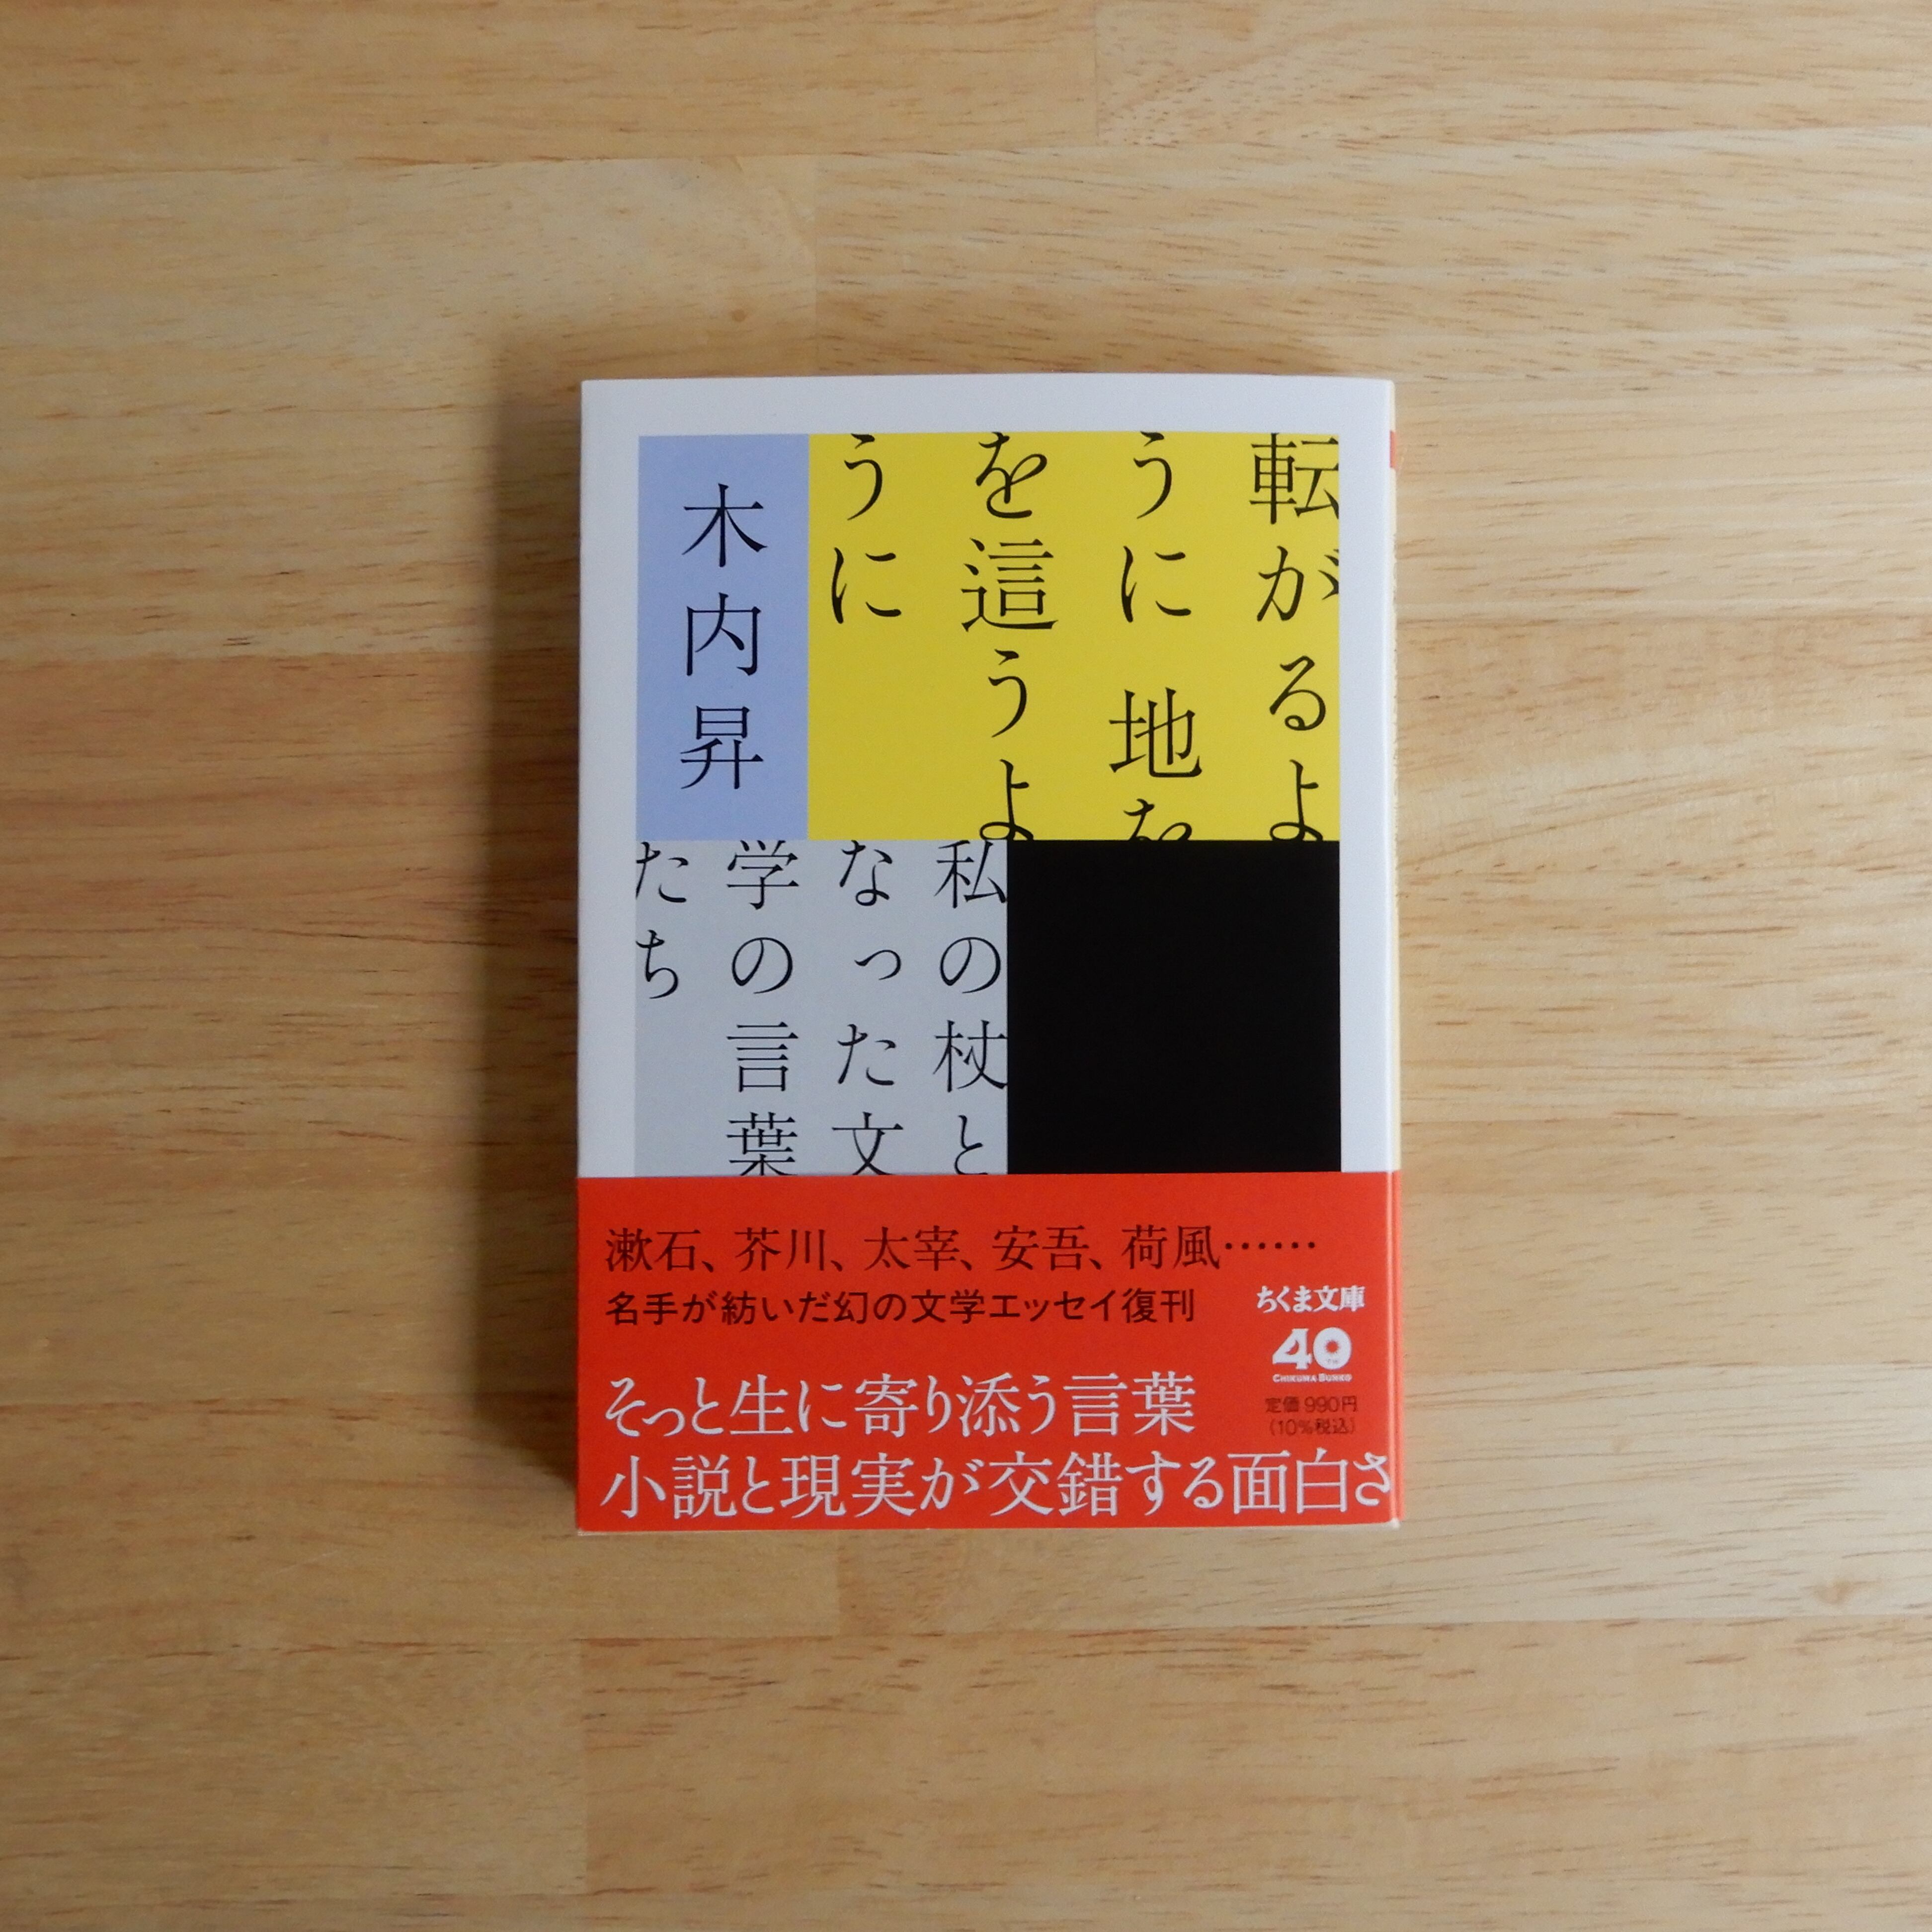 転がるよ
うに 地を
を這うよ
うに
木内昇
私の杖と
なった文
学の言葉
たち
漱石、芥川、太宰、安吾、荷風……
名手が紡いだ幻の文学エッセイ復刊
そっと生に寄り添う言葉
小説と現実が交錯する面白さ
ちくま文庫
40
CHIKUMA BUNKO
定価990円
(10%税込)